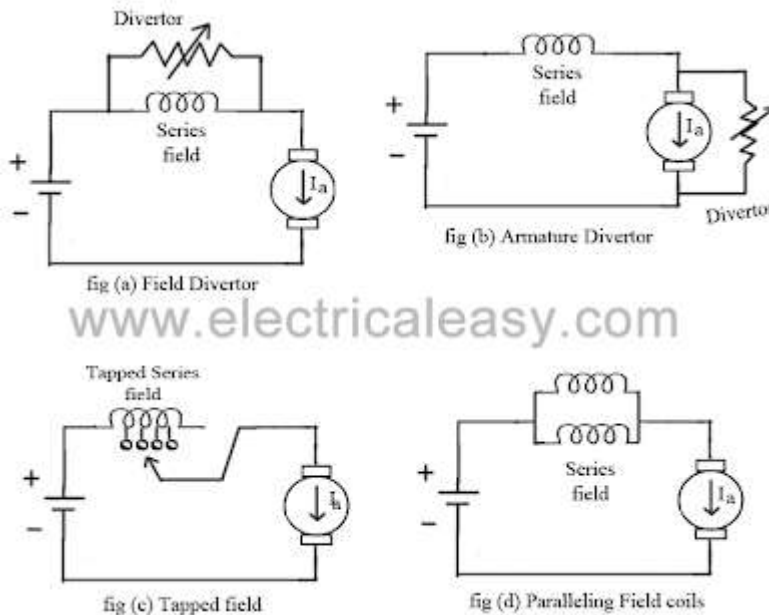 Divertor
Series
field
+
−
Ia
fig (a) Field Divertor
Series
field
+
−
Ia
Divertor
fig (b) Armature Divertor
www.electricaleasy.com
Tapped Series
field
+
−
Ia
fig (c) Tapped field
Series
field
+
−
Ia
fig (d) Paralleling Field coils